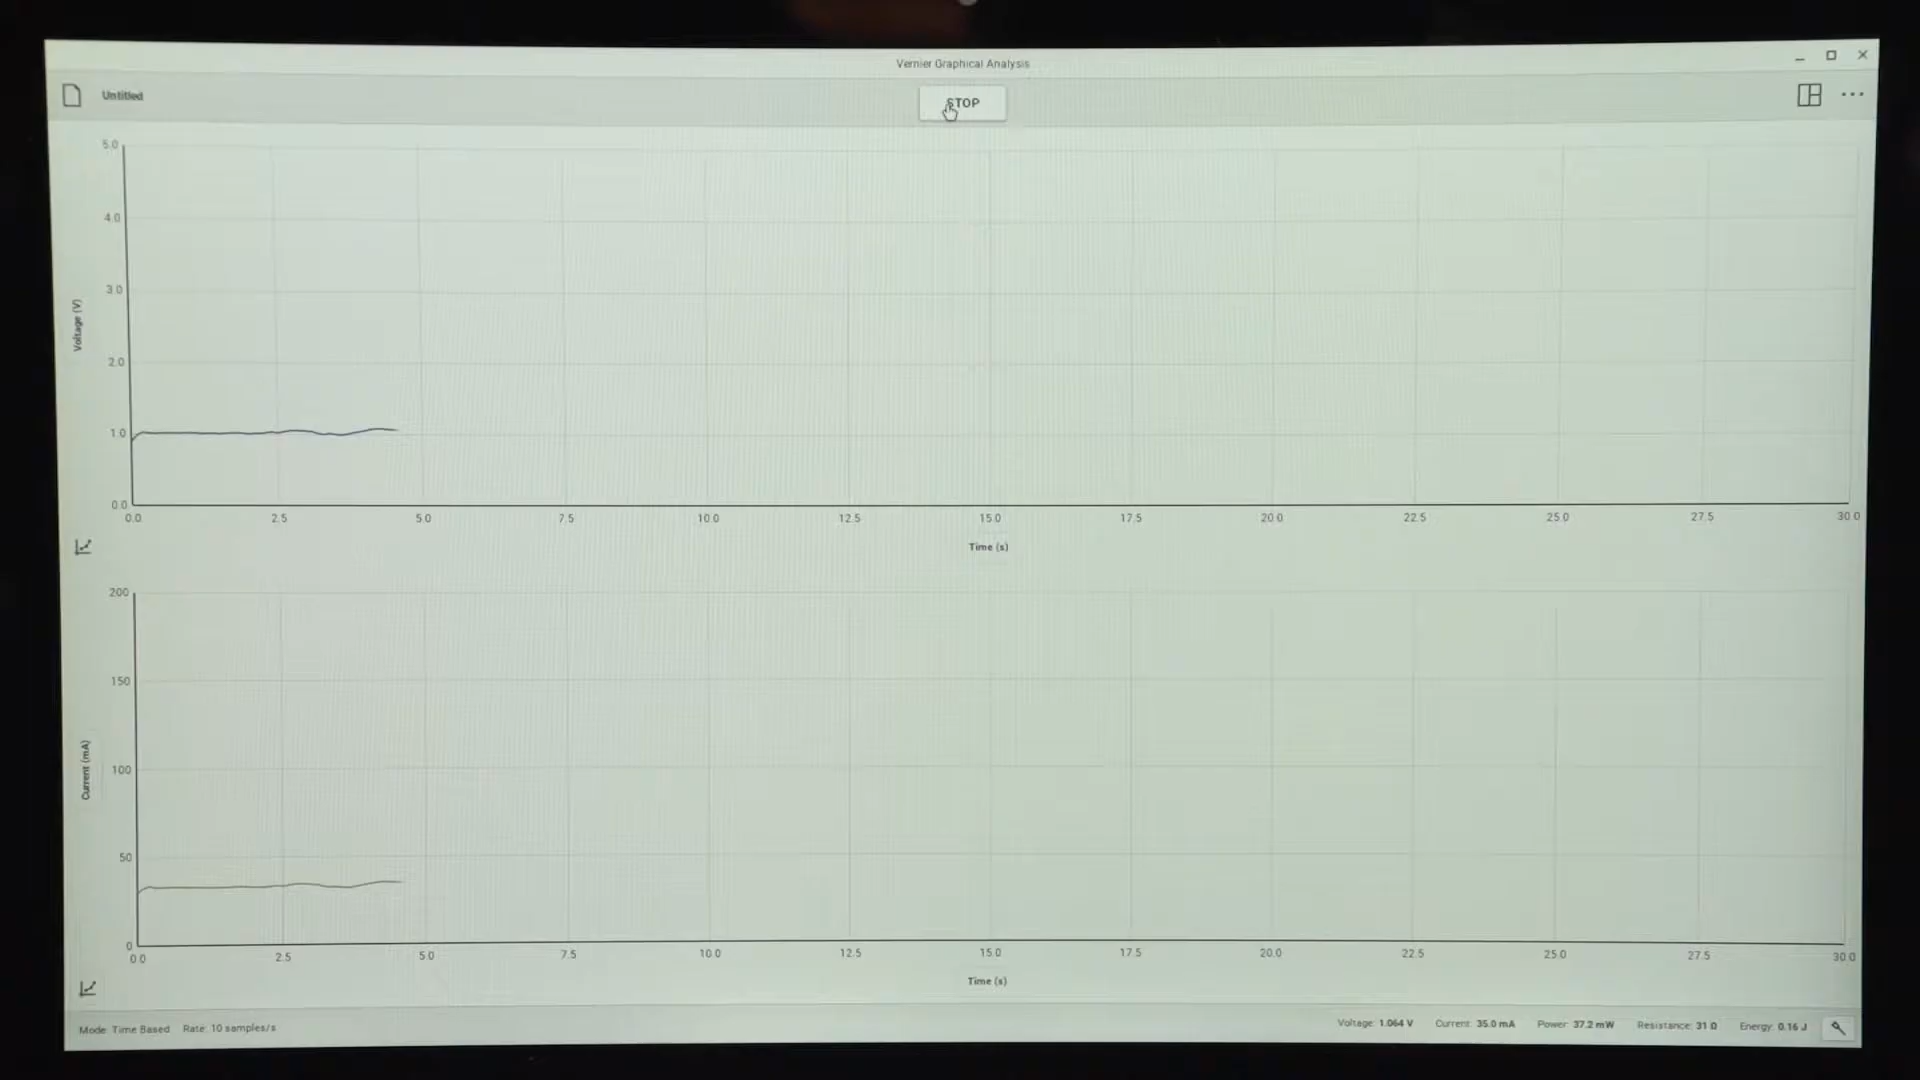 Vernier Graphical Analysis
Untitled
STOP
5.0
4.0
3.0
2.0
1.0
0.0
Voltage (V)
0.0 2.5 5.0 7.5 10.0 12.5 15.0 17.5 20.0 22.5 25.0 27.5 30.0
Time (s)
200
150
100
50
0
Current (mA)
0.0 2.5 5.0 7.5 10.0 12.5 15.0 17.5 20.0 22.5 25.0 27.5 30.0
Time (s)
Mode: Time Based Rate: 10 samples/s Voltage: 1.064 V Current: 35.0 mA Power: 37.2 mW Resistance: 31 Ω Energy: 0.16 J